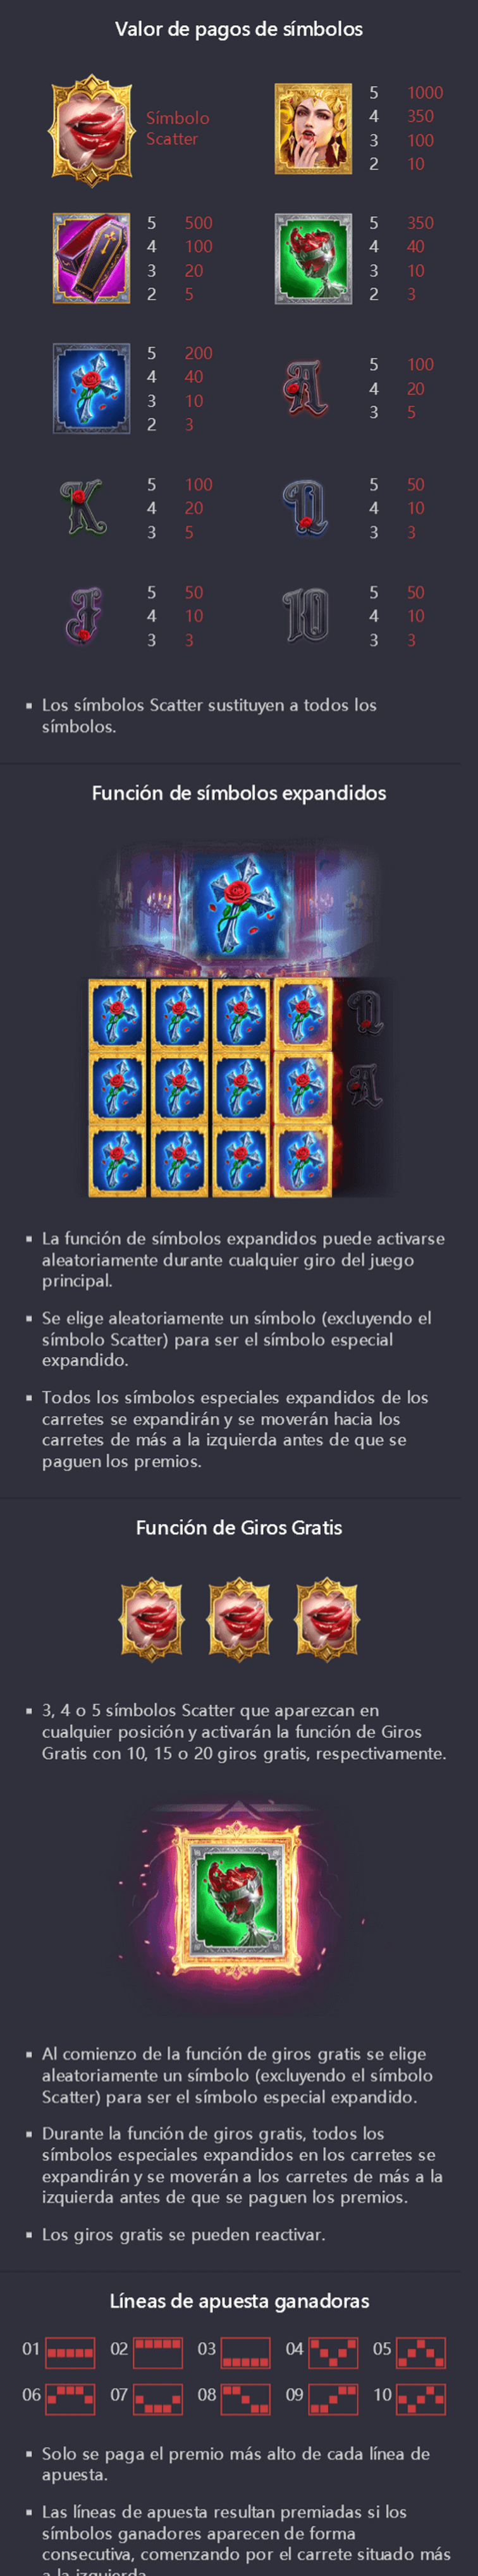 Valor de pagos de símbolos
Símbolo
Scatter
5 1000
4 350
3 100
2 10
5 500
4 100
3 20
2 5
5 350
4 40
3 10
2 3
5 200
4 40
3 10
2 3
A
5 100
4 20
3 5
K
5 100
4 20
3 5
Q
5 50
4 10
3 3
J
5 50
4 10
3 3
10
5 50
4 10
3 3
▪ Los símbolos Scatter sustituyen a todos los
símbolos.
Función de símbolos expandidos
Q
A
▪ La función de símbolos expandidos puede activarse
aleatoriamente durante cualquier giro del juego
principal.
▪ Se elige aleatoriamente un símbolo (excluyendo el
símbolo Scatter) para ser el símbolo especial
expandido.
▪ Todos los símbolos especiales expandidos de los
carretes se expandirán y se moverán hacia los
carretes de más a la izquierda antes de que se
paguen los premios.
Función de Giros Gratis
▪ 3, 4 o 5 símbolos Scatter que aparezcan en
cualquier posición y activarán la función de Giros
Gratis con 10, 15 o 20 giros gratis, respectivamente.
▪ Al comienzo de la función de giros gratis se elige
aleatoriamente un símbolo (excluyendo el símbolo
Scatter) para ser el símbolo especial expandido.
▪ Durante la función de giros gratis, todos los
símbolos especiales expandidos en los carretes se
expandirán y se moverán a los carretes de más a la
izquierda antes de que se paguen los premios.
▪ Los giros gratis se pueden reactivar.
Líneas de apuesta ganadoras
01 02 03 04 05
06 07 08 09 10
▪ Solo se paga el premio más alto de cada línea de
apuesta.
▪ Las líneas de apuesta resultan premiadas si los
símbolos ganadores aparecen de forma
consecutiva, comenzando por el carrete situado más
a la izquierda.